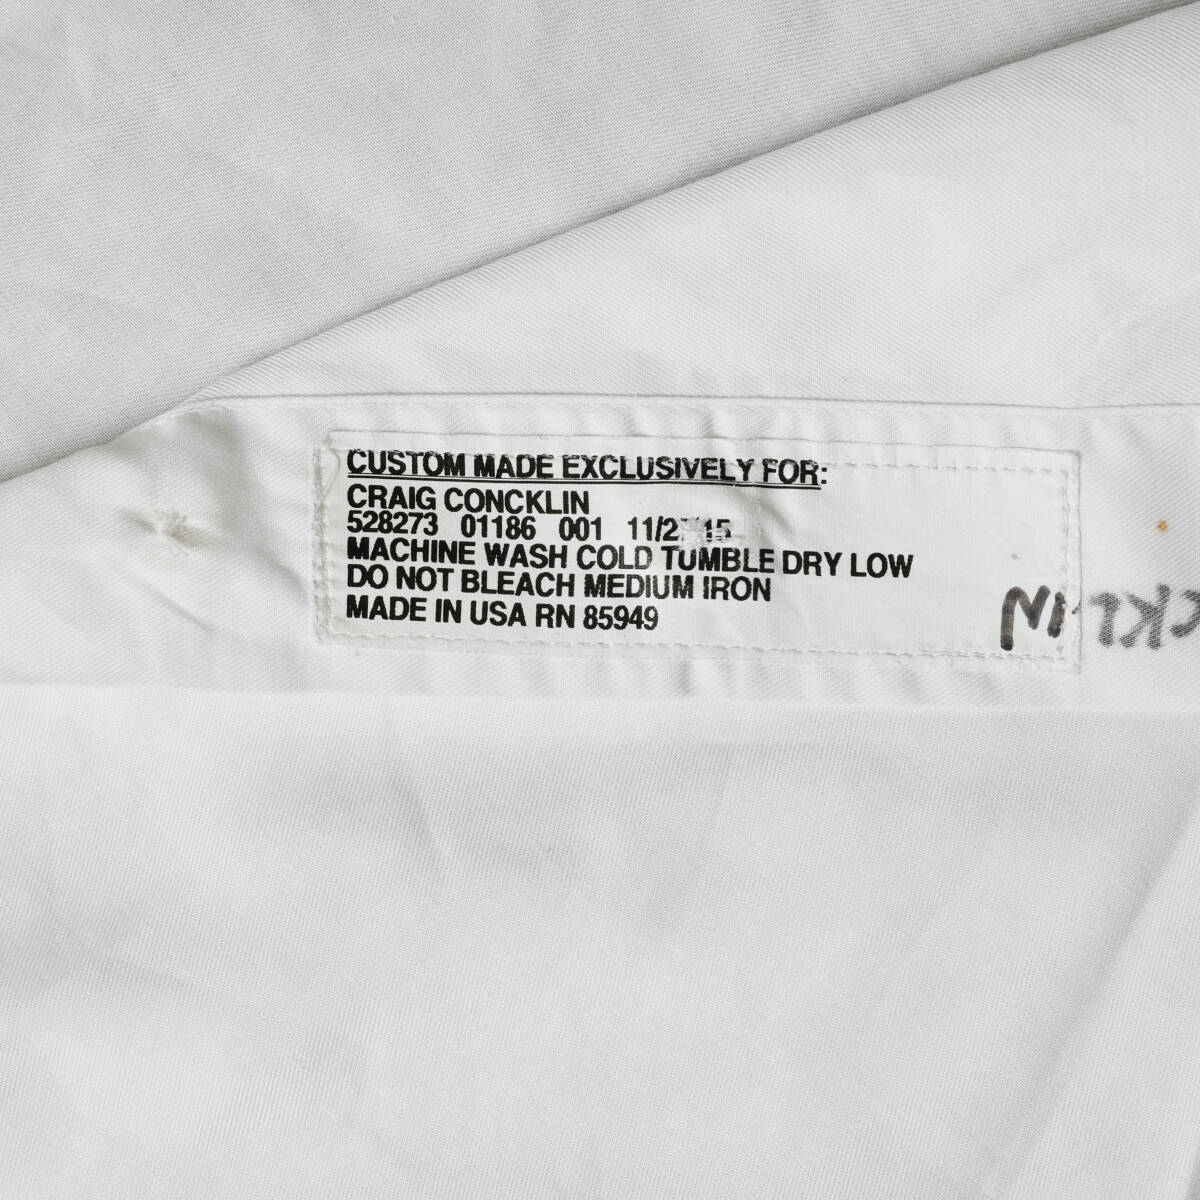 CUSTOM MADE EXCLUSIVELY FOR:
CRAIG CONCKLIN
528273 01186 001
MACHINE WASH COLD TUMBLE DRY LOW
DO NOT BLEACH MEDIUM IRON
MADE IN USA RN 85949